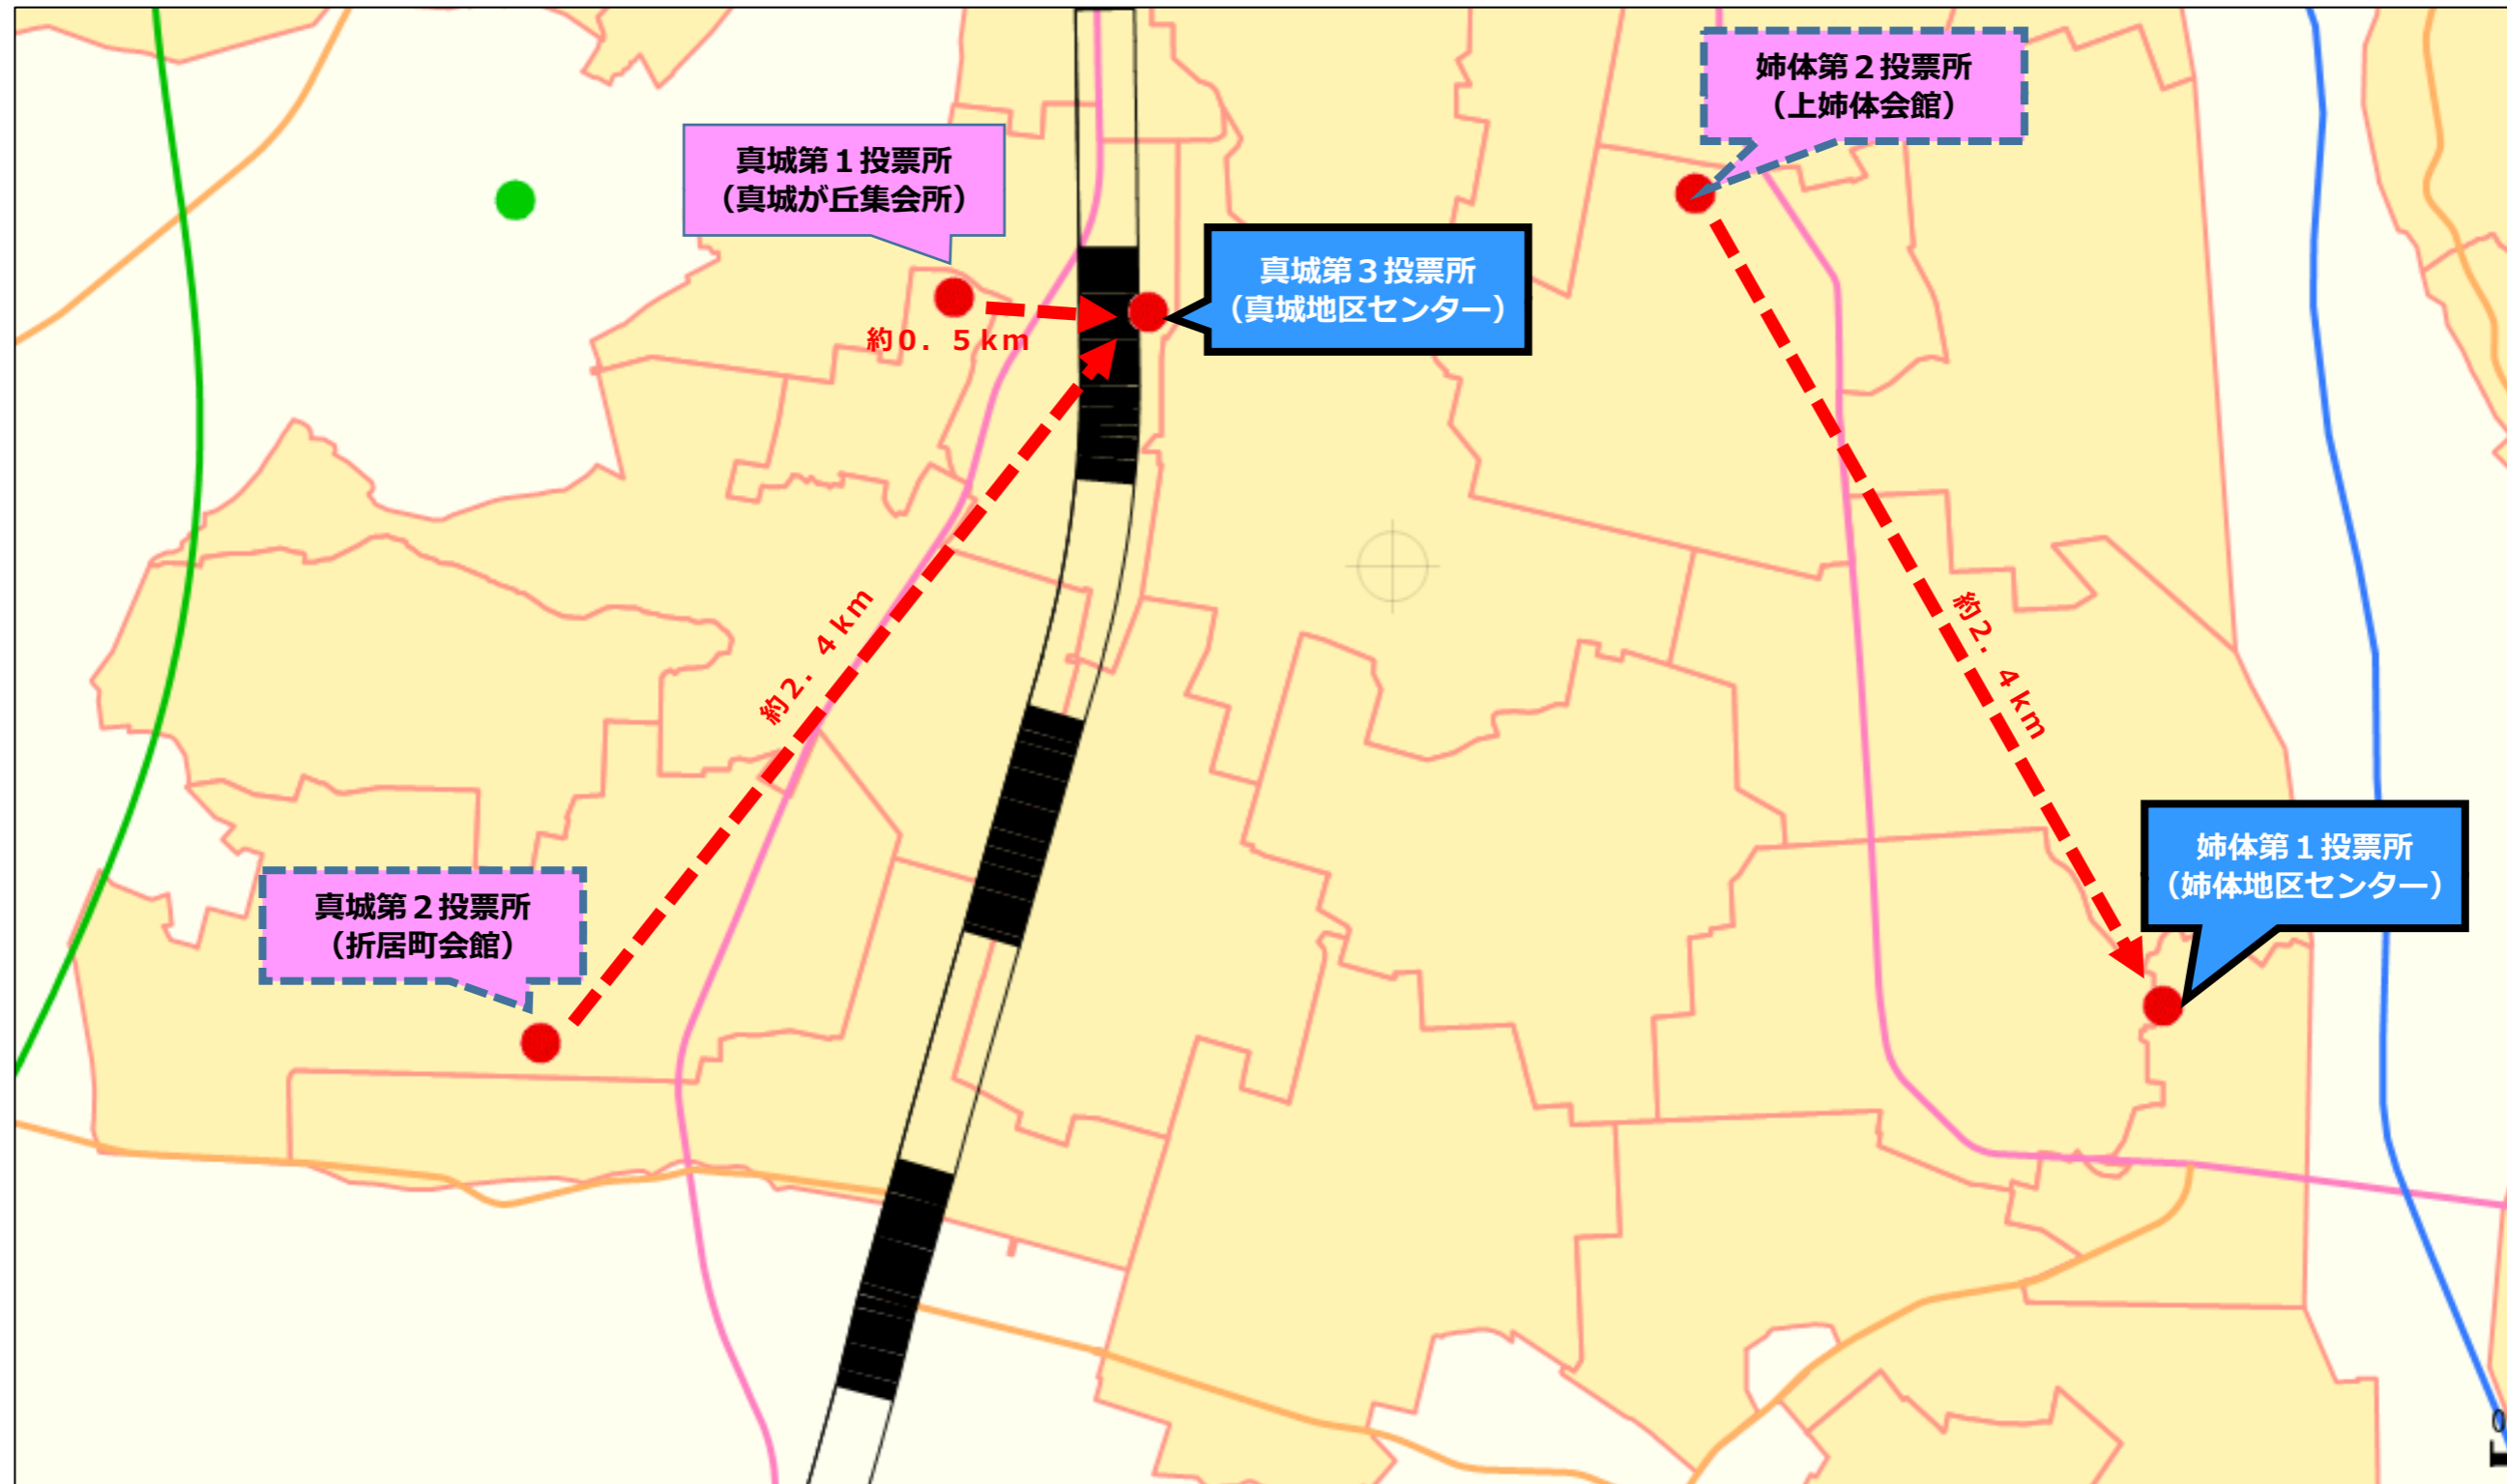 姉体第２投票所
（上姉体会館）
真城第１投票所
（真城が丘集会所）
真城第３投票所
（真城地区センター）
約０．５ｋｍ
約２．４ｋｍ
約２．４ｋｍ
姉体第１投票所
（姉体地区センター）
真城第２投票所
（折居町会館）
0